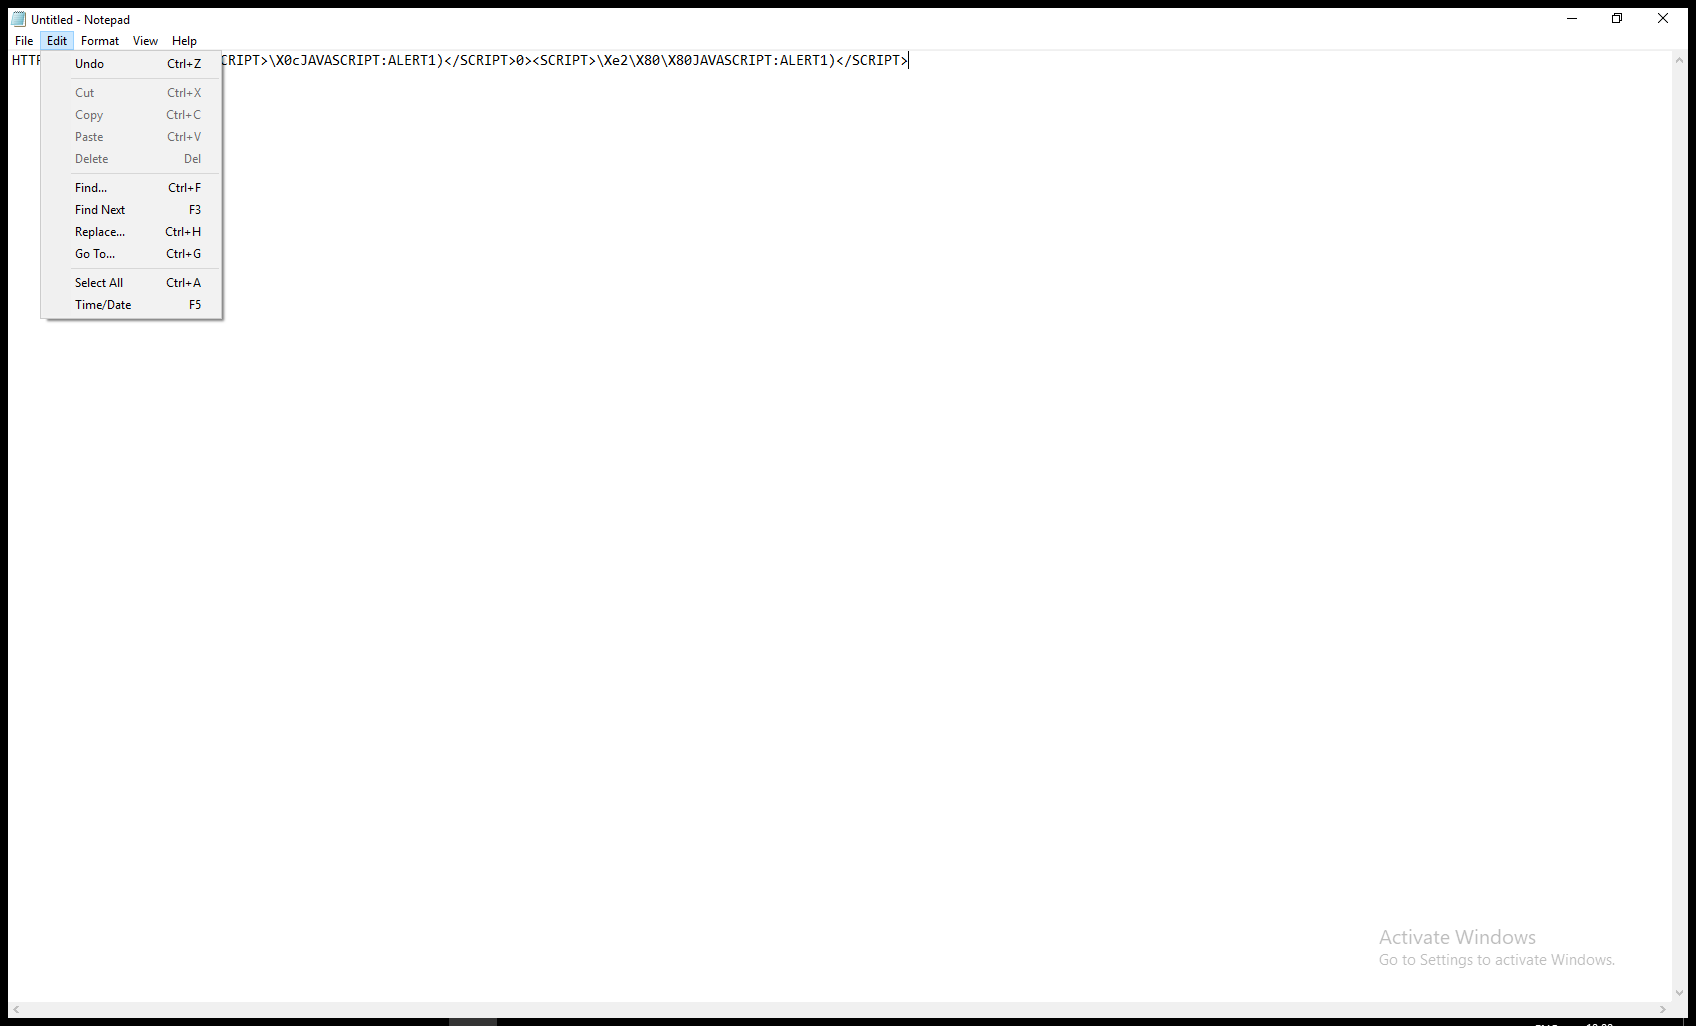 Untitled - Notepad
File Edit Format View Help
CRIPT>\X0cJAVASCRIPT:ALERT1)</SCRIPT>0><SCRIPT>\Xe2\X80\X80JAVASCRIPT:ALERT1)</SCRIPT>
Undo Ctrl+Z
Cut Ctrl+X
Copy Ctrl+C
Paste Ctrl+V
Delete Del
Find... Ctrl+F
Find Next F3
Replace... Ctrl+H
Go To... Ctrl+G
Select All Ctrl+A
Time/Date F5
Activate Windows
Go to Settings to activate Windows.